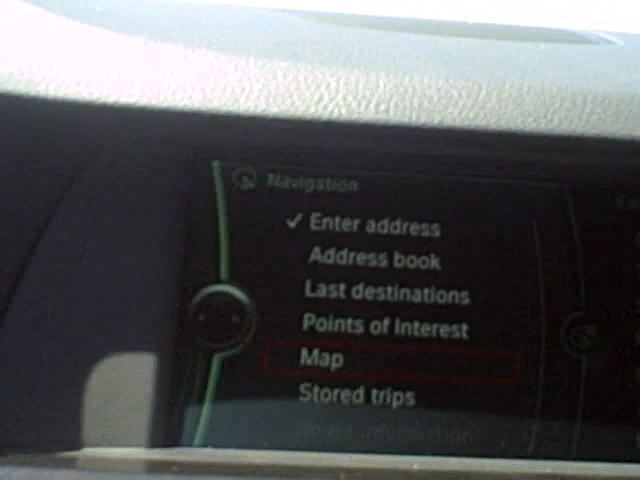 Navigation
✓ Enter address
Address book
Last destinations
Points of Interest
Map
Stored trips